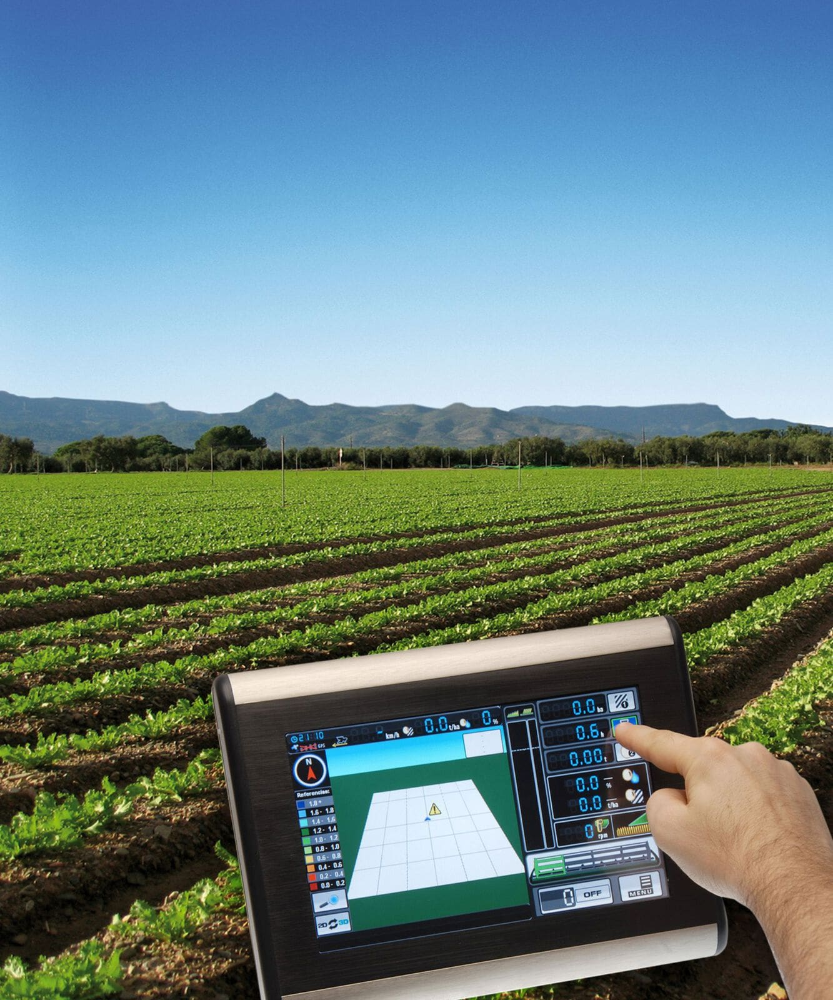 21:10
km/h
0.0 t/ha
0 %
GPS
N
Referencias:
1.8 +
1.6 - 1.8
1.4 - 1.6
1.2 - 1.4
1.0 - 1.2
0.8 - 1.0
0.6 - 0.8
0.4 - 0.6
0.2 - 0.4
0.0 - 0.2
2D 3D
0.0 ha
1
0.6 h
0.00 t
2
0.0 %
0.0 t/ha
0 rpm
0 OFF
MENU